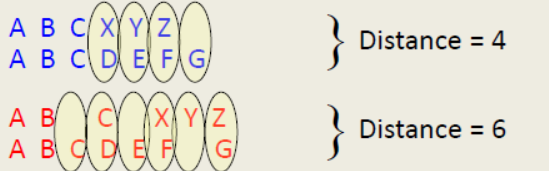 A B C X Y Z
A B C D E F G
} Distance = 4
A B C X Y Z
A B C D E F G
} Distance = 6